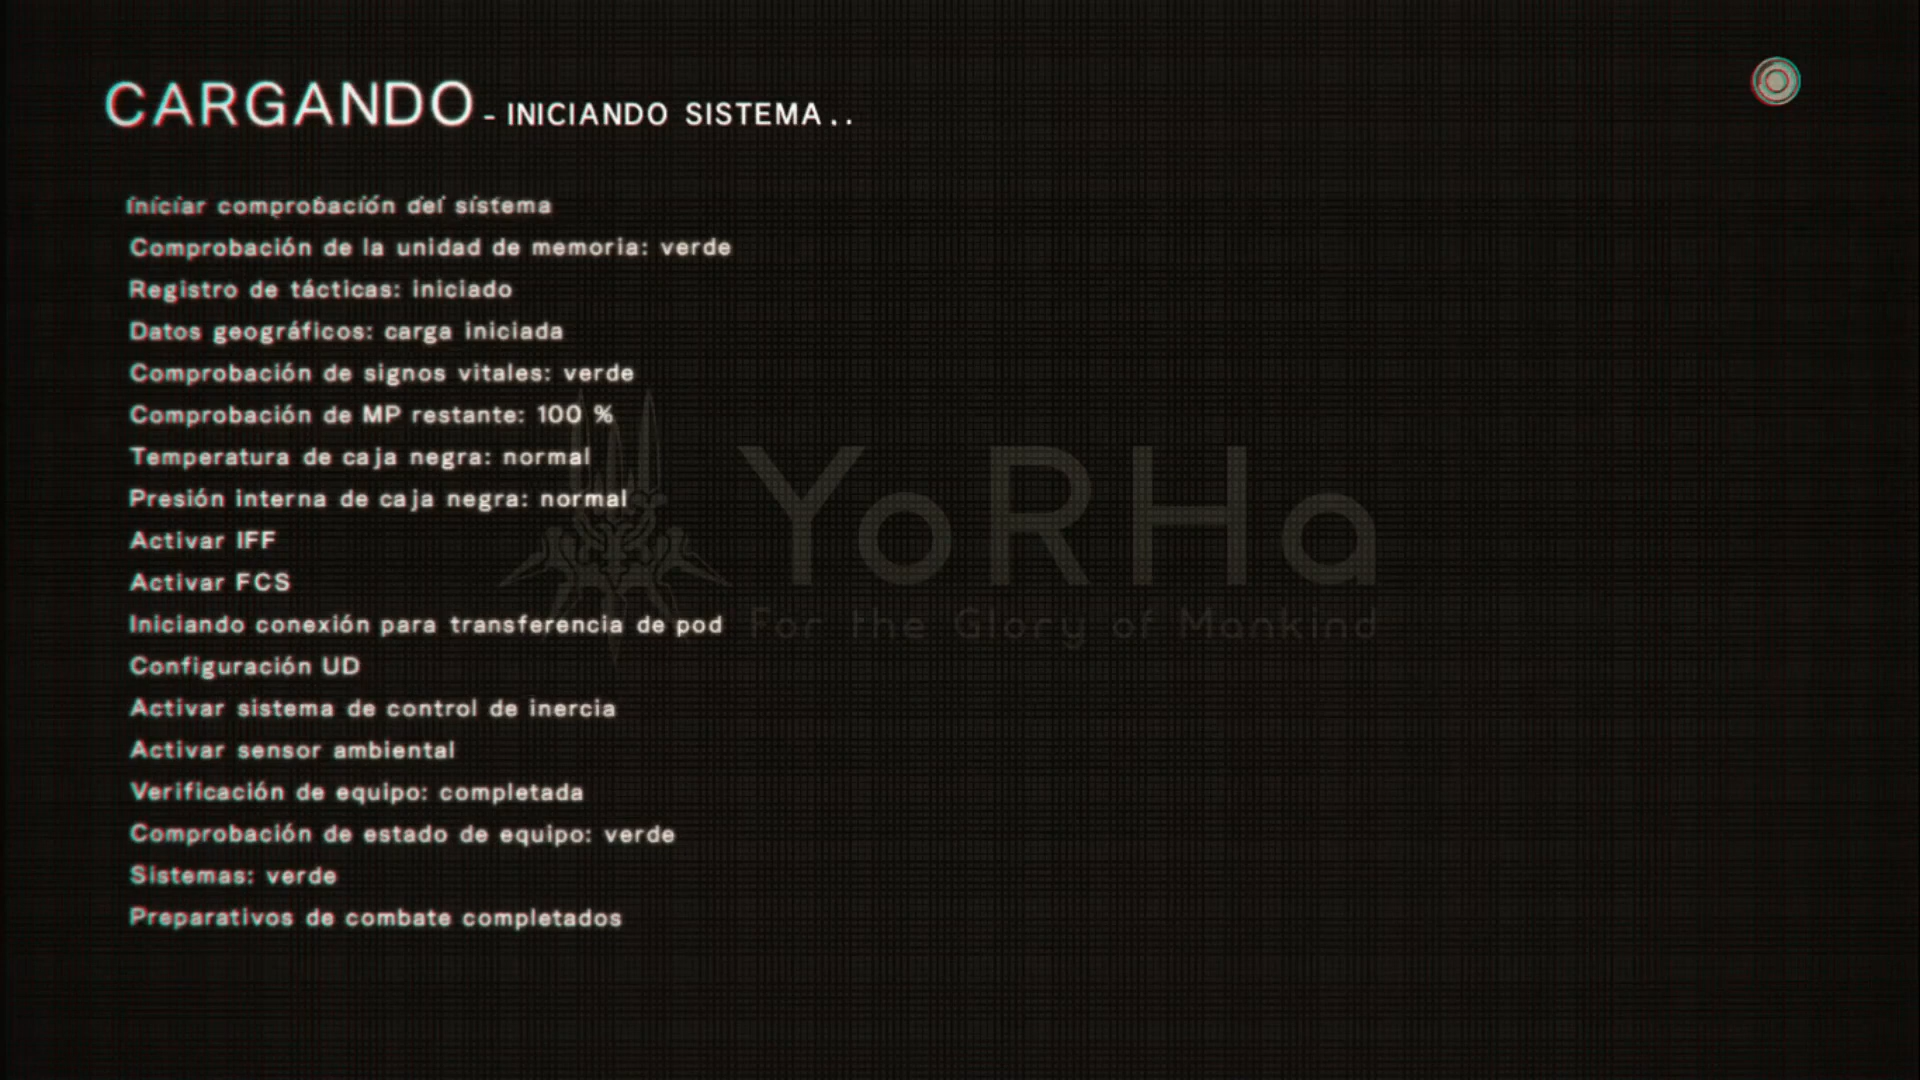 CARGANDO - INICIANDO SISTEMA..
Iniciar comprobación del sistema
Comprobación de la unidad de memoria: verde
Registro de tácticas: iniciado
Datos geográficos: carga iniciada
Comprobación de signos vitales: verde
Comprobación de MP restante: 100 %
Temperatura de caja negra: normal
Presión interna de caja negra: normal
Activar IFF
Activar FCS
Iniciando conexión para transferencia de pod
Configuración UD
Activar sistema de control de inercia
Activar sensor ambiental
Verificación de equipo: completada
Comprobación de estado de equipo: verde
Sistemas: verde
Preparativos de combate completados
YoRHa
For the Glory of Mankind